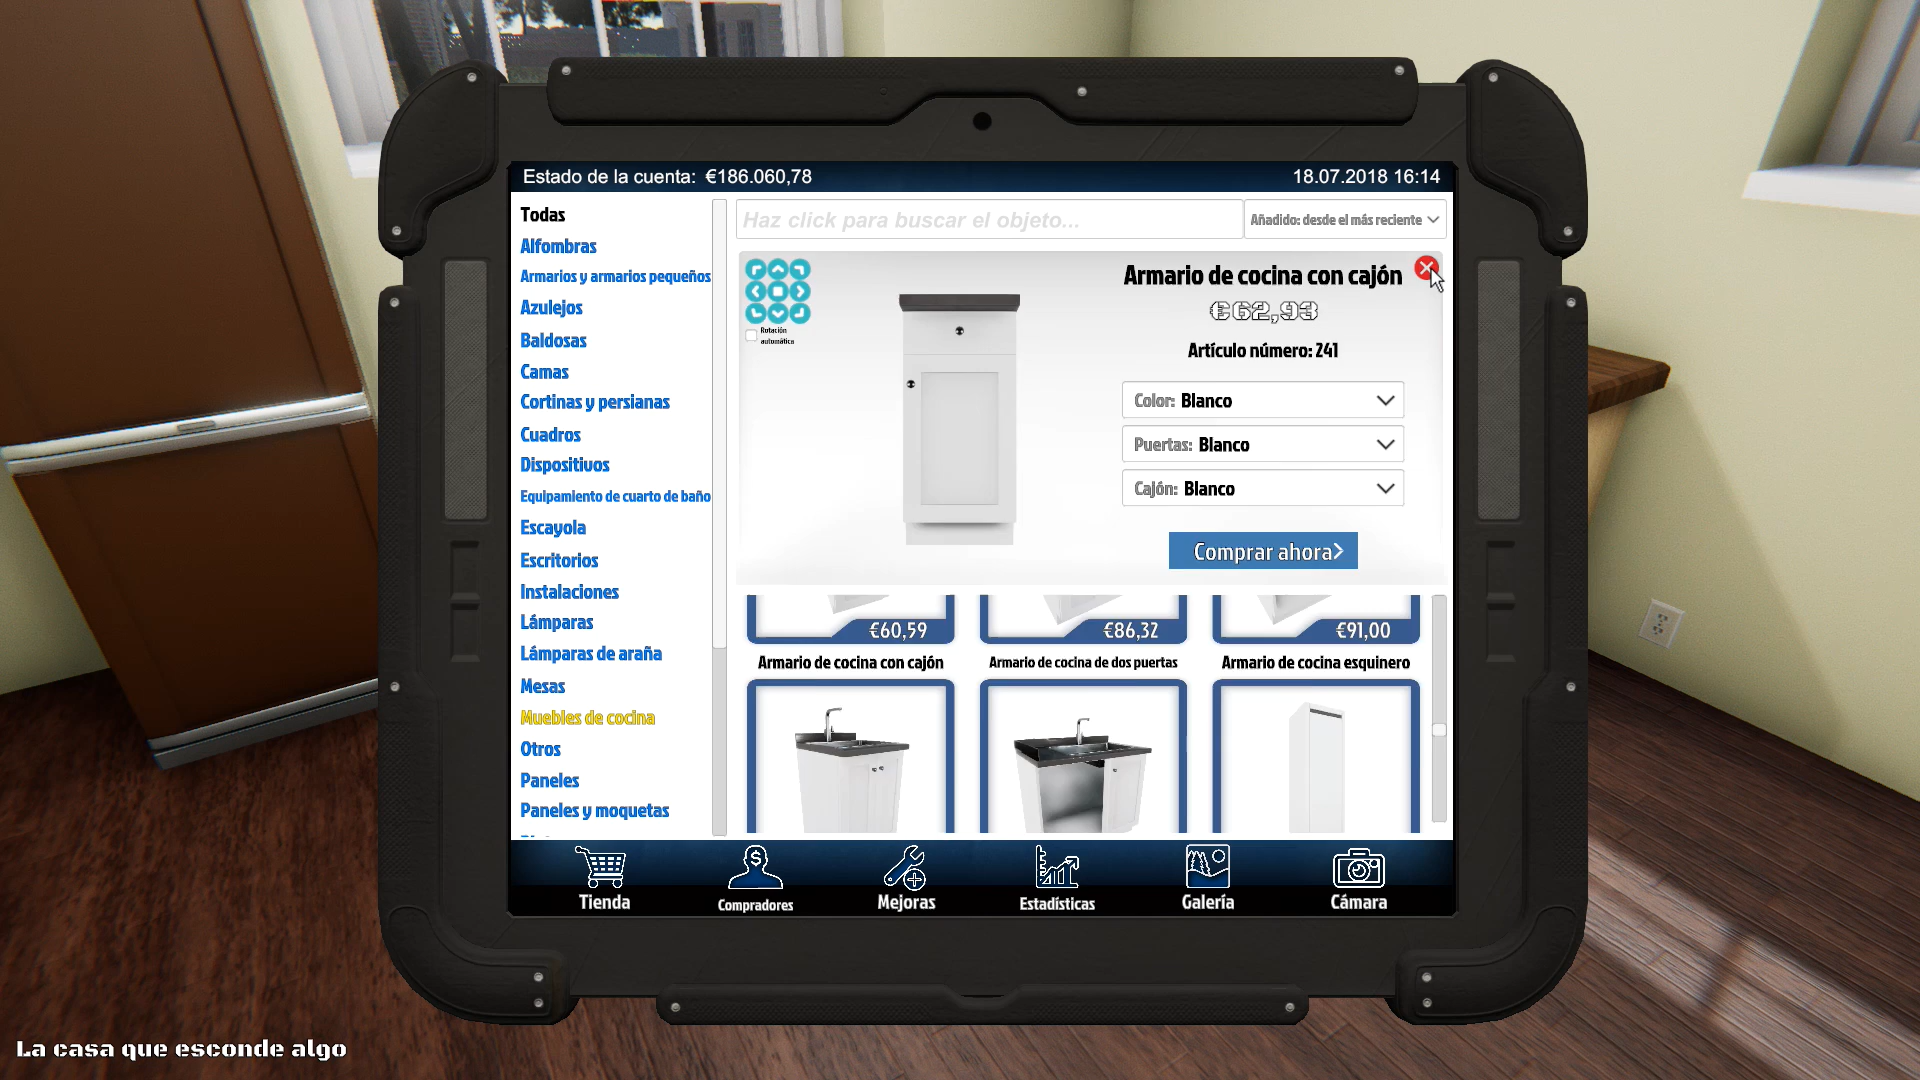 Estado de la cuenta: €186.060,78
18.07.2018 16:14
Todas
Alfombras
Armarios y armarios pequeños
Azulejos
Baldosas
Camas
Cortinas y persianas
Cuadros
Dispositivos
Equipamiento de cuarto de baño
Escayola
Escritorios
Instalaciones
Lámparas
Lámparas de araña
Mesas
Muebles de cocina
Otros
Paneles
Paneles y moquetas
Haz click para buscar el objeto...
Añadido: desde el más reciente
Rotación
automática
Armario de cocina con cajón
€62,93
Artículo número: 241
Color: Blanco
Puertas: Blanco
Cajón: Blanco
Comprar ahora
€60,59
€86,32
€91,00
Armario de cocina con cajón
Armario de cocina de dos puertas
Armario de cocina esquinero
Tienda
Compradores
Mejoras
Estadísticas
Galería
Cámara
La casa que esconde algo